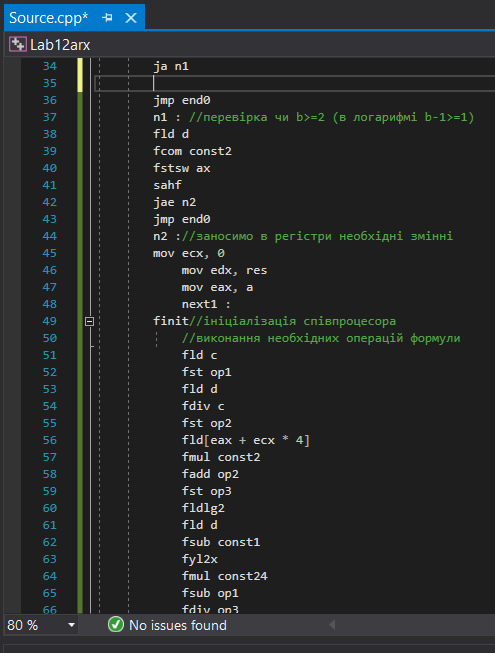 Source.cpp*
Lab12arx
34 ja n1
35
36 jmp end0
37 n1 : //перевірка чи b>=2 (в логарифмі b-1>=1)
38 fld d
39 fcom const2
40 fstsw ax
41 sahf
42 jae n2
43 jmp end0
44 n2 ://заносимо в регістри необхідні змінні
45 mov ecx, 0
46 mov edx, res
47 mov eax, a
48 next1 :
49 finit//ініціалізація співпроцесора
50 //виконання необхідних операцій формули
51 fld c
52 fst op1
53 fld d
54 fdiv c
55 fst op2
56 fld[eax + ecx * 4]
57 fmul const2
58 fadd op2
59 fst op3
60 fldlg2
61 fld d
62 fsub const1
63 fyl2x
64 fmul const24
65 fsub op1
66 fdiv op3
80 %
No issues found